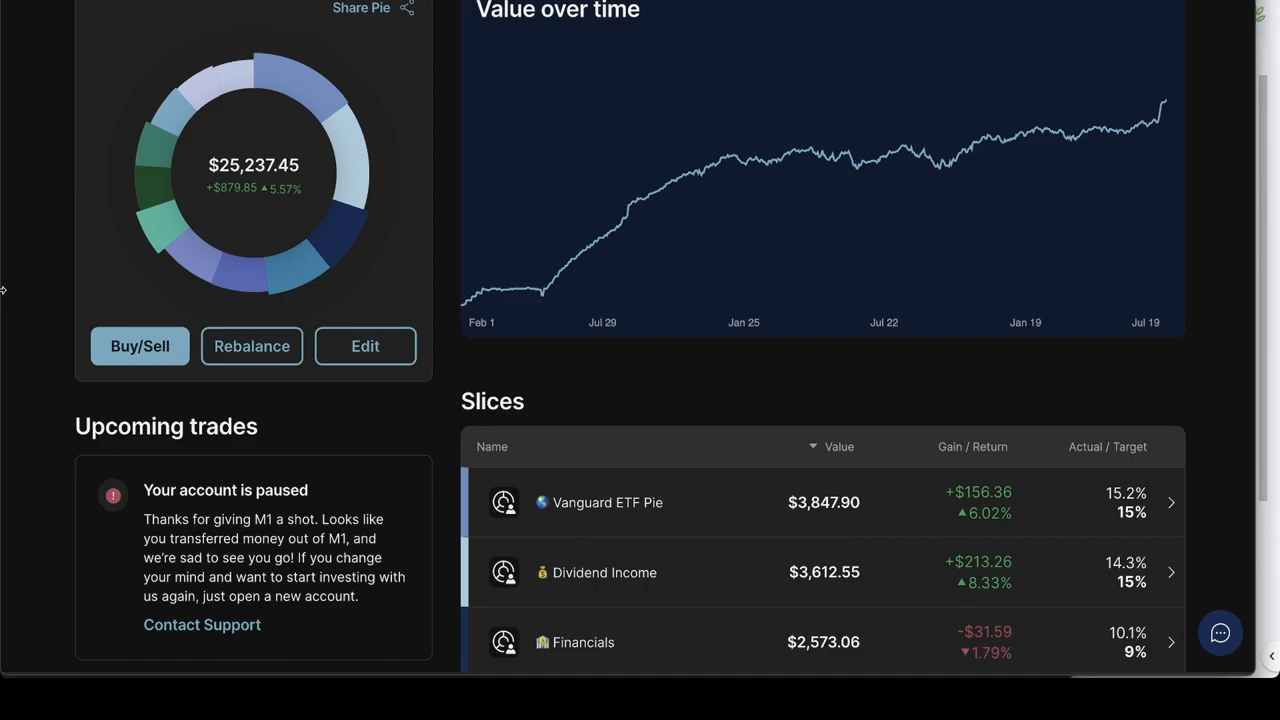 Share Pie
$25,237.45
+$879.85 ▲5.57%
Buy/Sell
Rebalance
Edit
Upcoming trades
Your account is paused
Thanks for giving M1 a shot. Looks like
you transferred money out of M1, and
we're sad to see you go! If you change
your mind and want to start investing with
us again, just open a new account.
Contact Support
Value over time
Feb 1
Jul 29
Jan 25
Jul 22
Jan 19
Jul 19
Slices
Name ▼ Value Gain / Return Actual / Target
Vanguard ETF Pie
$3,847.90
+$156.36
▲6.02%
15.2%
15%
Dividend Income
$3,612.55
+$213.26
▲8.33%
14.3%
15%
Financials
$2,573.06
-$31.59
▼1.79%
10.1%
9%